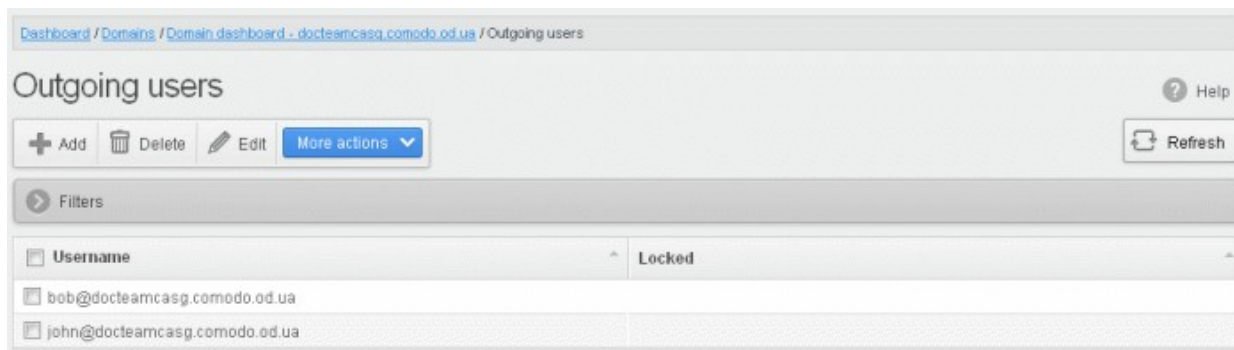 Dashboard / Domains / Domain dashboard - docteamcasg.comodo.od.ua / Outgoing users
Outgoing users
Help
Add Delete Edit More actions
Refresh
Filters
Username Locked
bob@docteamcasg.comodo.od.ua
john@docteamcasg.comodo.od.ua